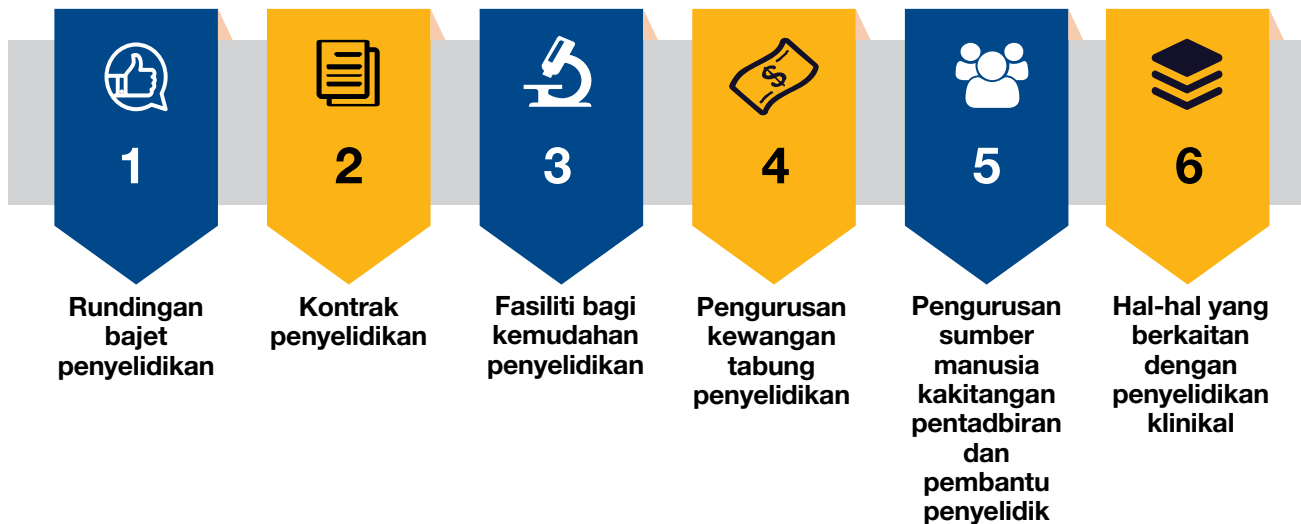 1
Rundingan
bajet
penyelidikan
2
Kontrak
penyelidikan
3
Fasiliti bagi
kemudahan
penyelidikan
$
4
Pengurusan
kewangan
tabung
penyelidikan
5
Pengurusan
sumber
manusia
kakitangan
pentadbiran
dan
pembantu
penyelidik
6
Hal-hal yang
berkaitan
dengan
penyelidikan
klinikal